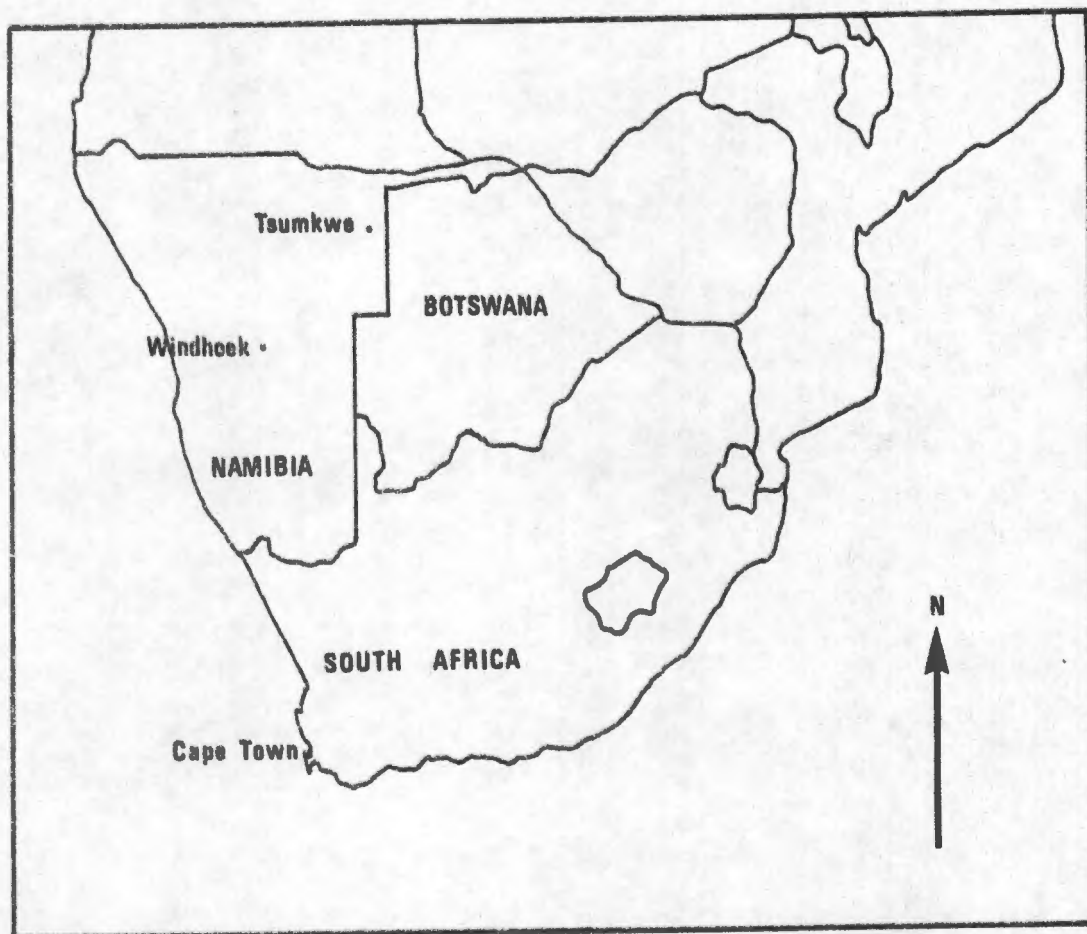 Tsumkwe
BOTSWANA
Windhoek
NAMIBIA
N
SOUTH AFRICA
Cape Town